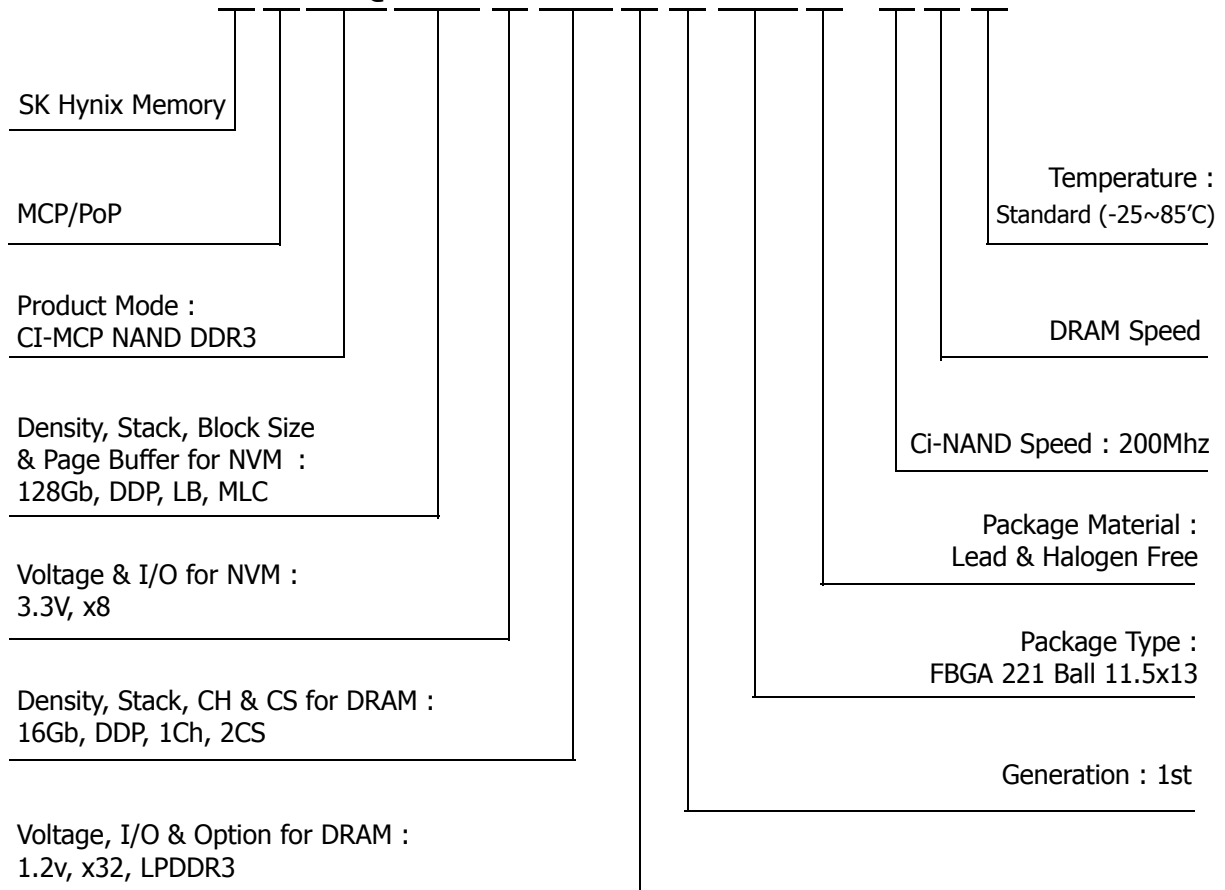 SK Hynix Memory
MCP/PoP
Product Mode :
CI-MCP NAND DDR3
Density, Stack, Block Size
& Page Buffer for NVM :
128Gb, DDP, LB, MLC
Voltage & I/O for NVM :
3.3V, x8
Density, Stack, CH & CS for DRAM :
16Gb, DDP, 1Ch, 2CS
Voltage, I/O & Option for DRAM :
1.2v, x32, LPDDR3
Temperature :
Standard (-25~85′C)
DRAM Speed
Ci-NAND Speed : 200Mhz
Package Material :
Lead & Halogen Free
Package Type :
FBGA 221 Ball 11.5x13
Generation : 1st